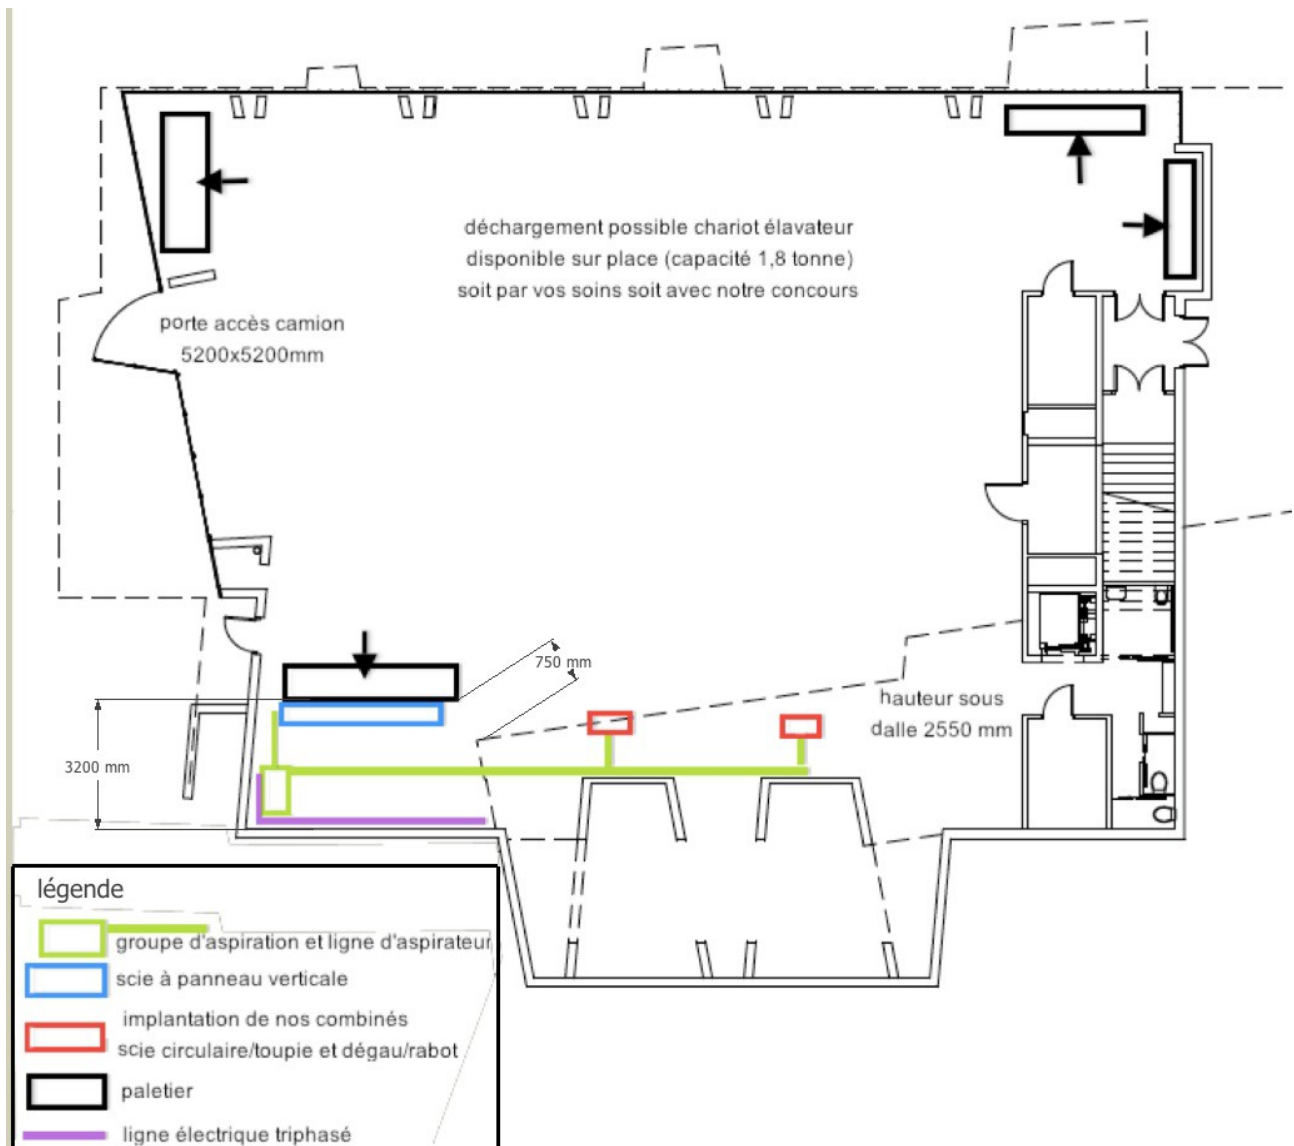 déchargement possible chariot élavateur
disponible sur place (capacité 1,8 tonne)
soit par vos soins soit avec notre concours
porte accès camion
5200x5200mm
750 mm
hauteur sous
dalle 2550 mm
3200 mm
légende
groupe d'aspiration et ligne d'aspirateur
scie à panneau verticale
implantation de nos combinés
scie circulaire/toupie et dégau/rabot
paletier
ligne électrique triphasé